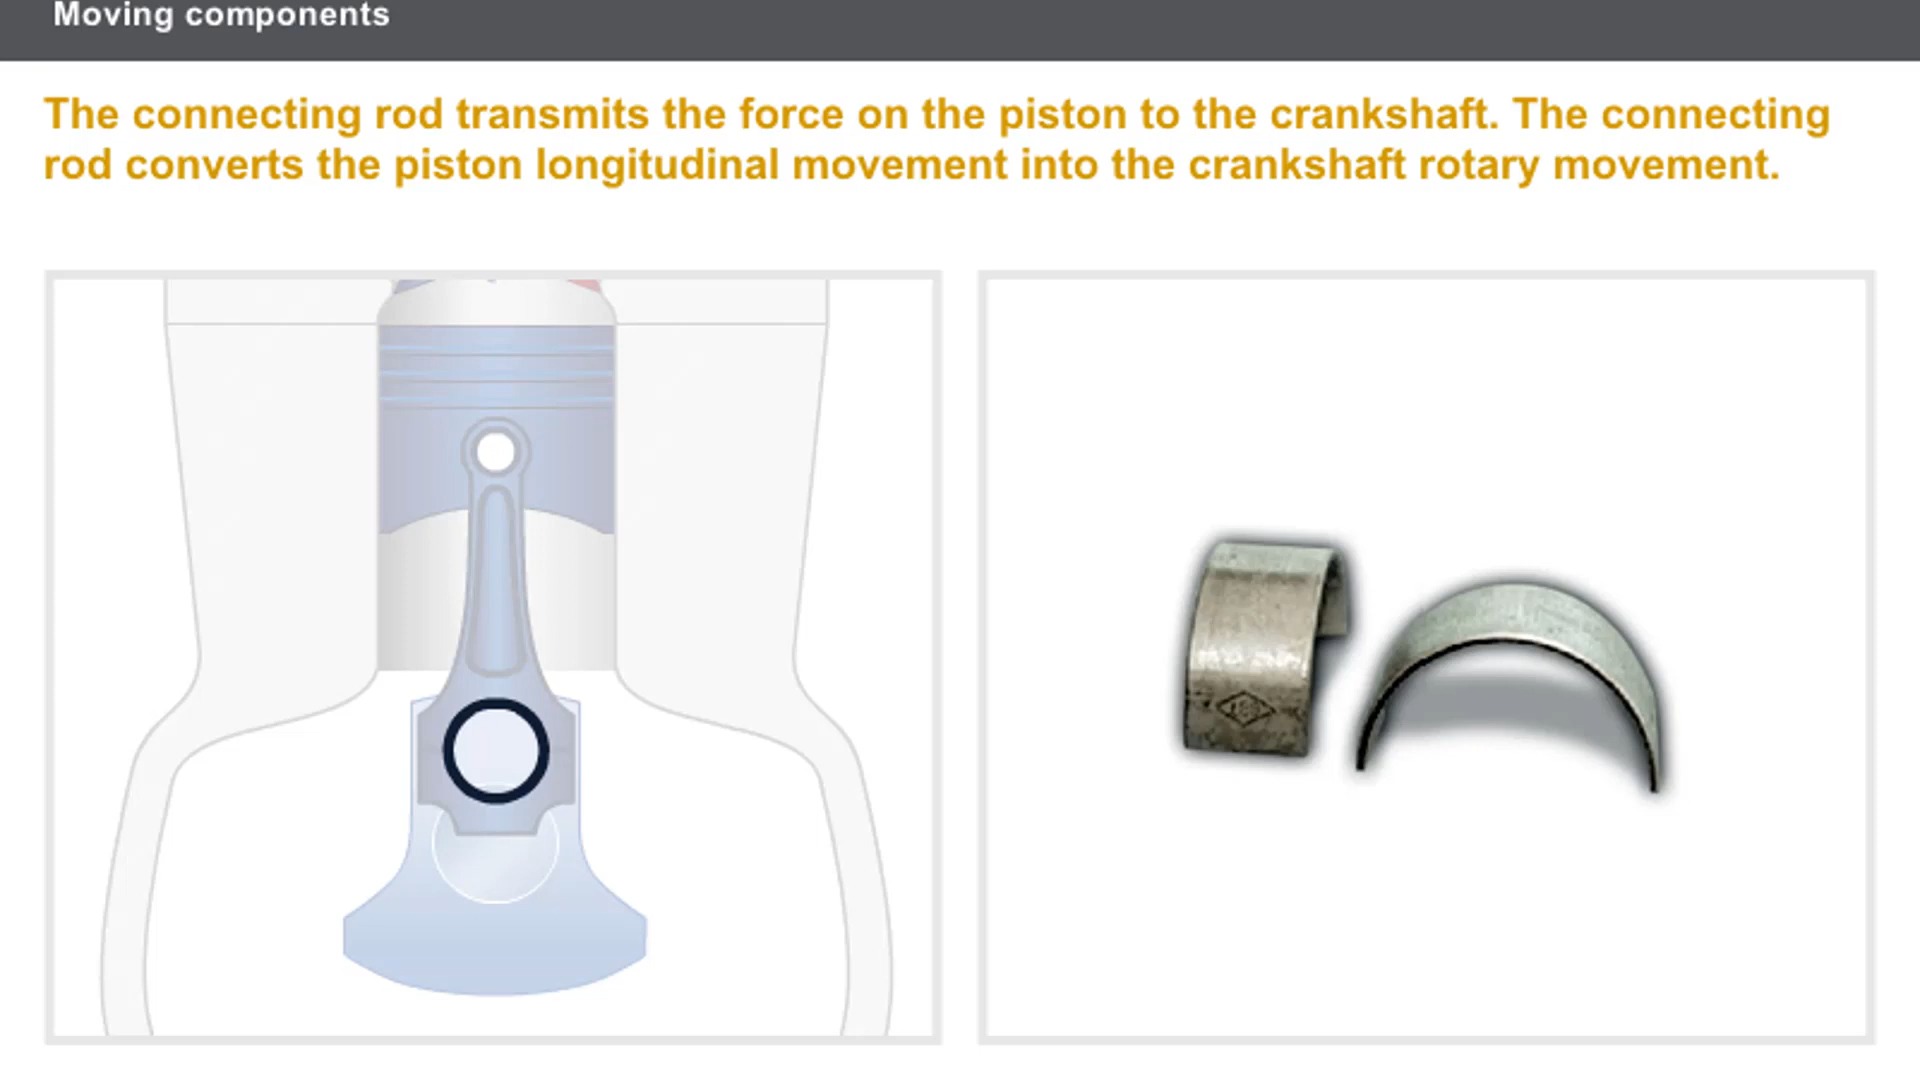 Moving components
The connecting rod transmits the force on the piston to the crankshaft. The connecting
rod converts the piston longitudinal movement into the crankshaft rotary movement.